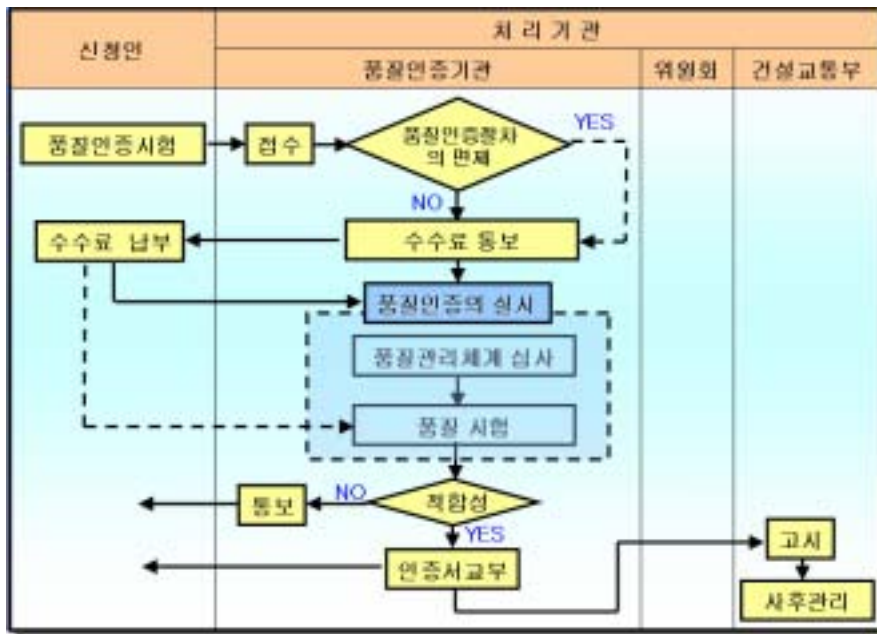 신청인
처 리 기 관
품질인증기관
위원회
건설교통부
품질인증시험
접수
품질인증절차
의 면제
YES
NO
수수료 납부
수수료 통보
품질인증의 실시
품질관리체계 심사
품질 시험
통보
NO
적합성
YES
인증서교부
고시
사후관리